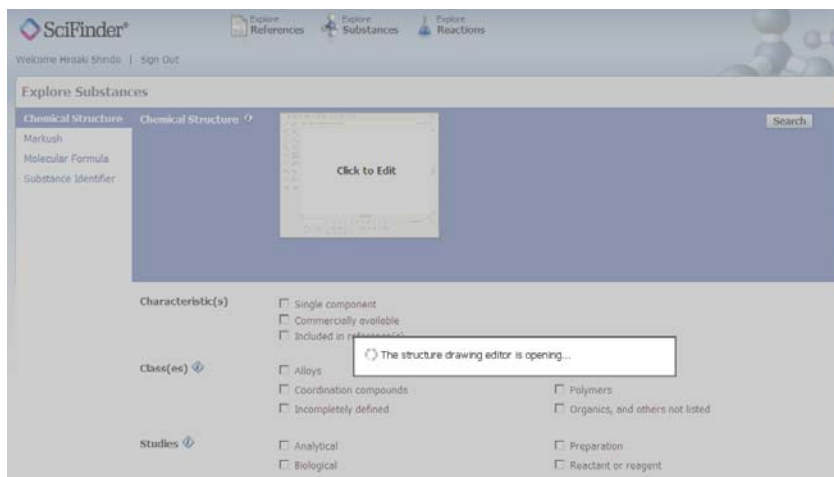 SciFinder®
Explore References
Explore Substances
Explore Reactions
Welcome Hiroaki Shindo | Sign Out
Explore Substances
Chemical Structure
Markush
Molecular Formula
Substance Identifier
Chemical Structure
Click to Edit
Search
Characteristic(s)
Single component
Commercially available
Included in
The structure drawing editor is opening...
Class(es)
Alloys
Coordination compounds
Polymers
Incompletely defined
Organics, and others not listed
Studies
Analytical
Preparation
Biological
Reactant or reagent